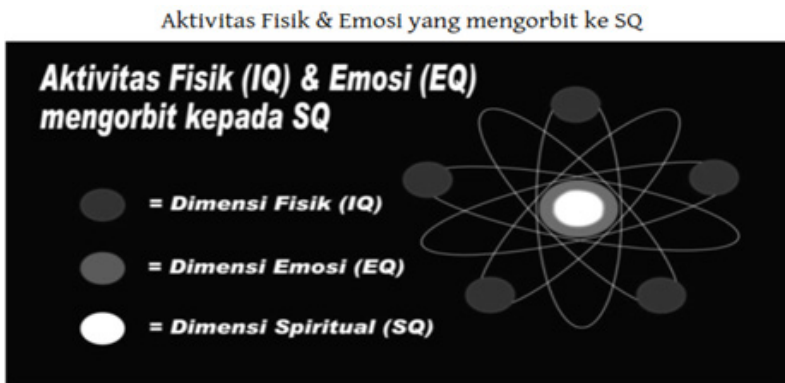 Aktivitas Fisik & Emosi yang mengorbit ke SQ
Aktivitas Fisik (IQ) & Emosi (EQ)
mengorbit kepada SQ
= Dimensi Fisik (IQ)
= Dimensi Emosi (EQ)
= Dimensi Spiritual (SQ)